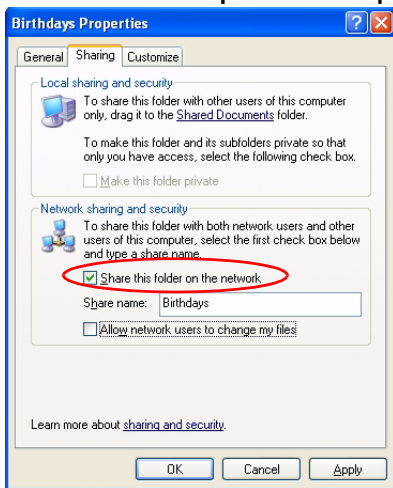 Birthdays Properties
General Sharing Customize
Local sharing and security
To share this folder with other users of this computer
only, drag it to the Shared Documents folder.
To make this folder and its subfolders private so that
only you have access, select the following check box.
Make this folder private
Network sharing and security
To share this folder with both network users and other
users of this computer, select the first check box below
and type a share name.
Share this folder on the network
Share name: Birthdays
Allow network users to change my files
Learn more about sharing and security.
OK Cancel Apply